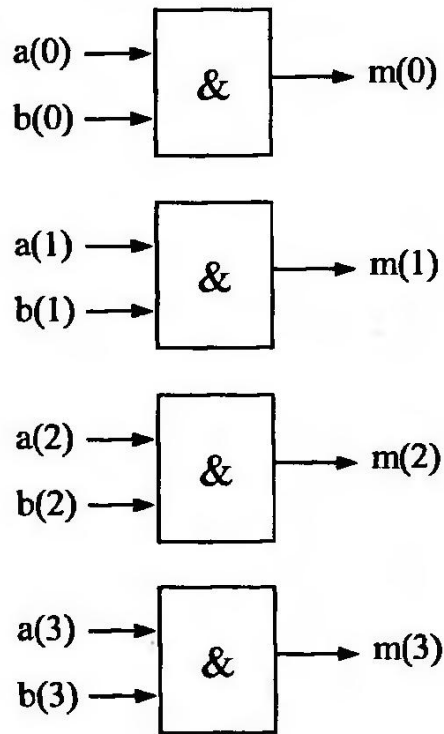 a(0)
b(0)
&
m(0)
a(1)
b(1)
&
m(1)
a(2)
b(2)
&
m(2)
a(3)
b(3)
&
m(3)